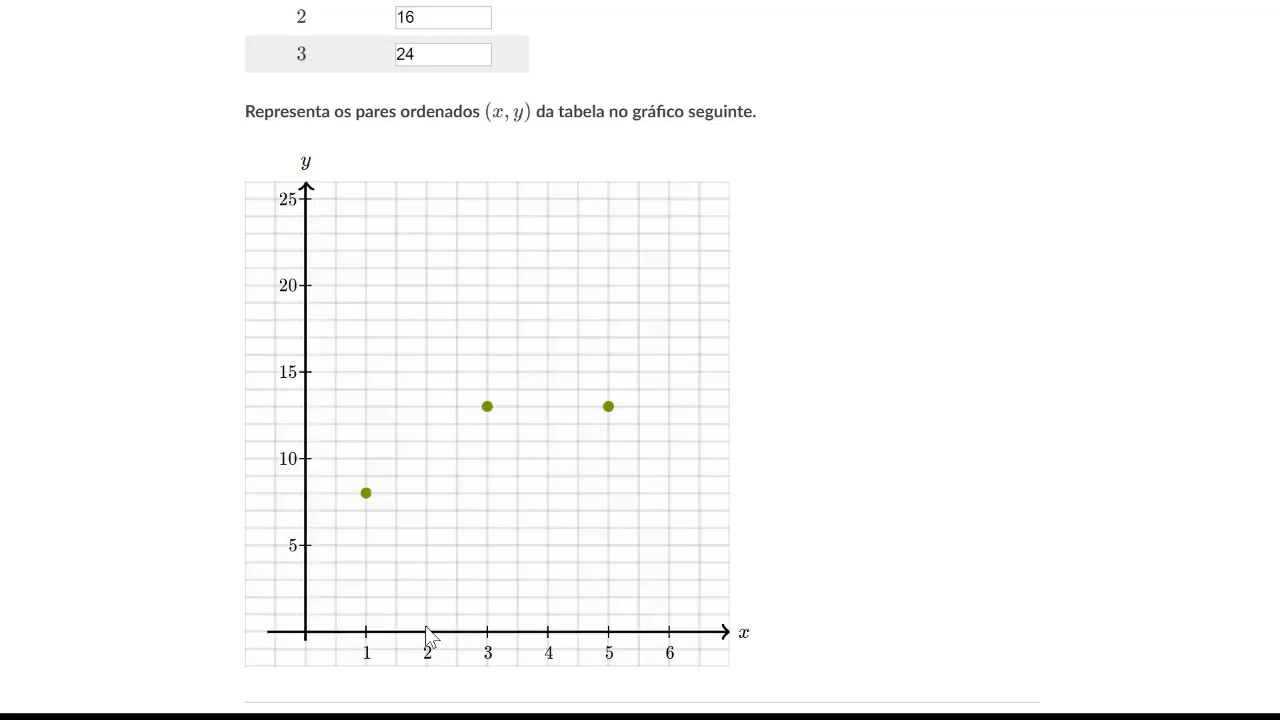 2 16
3 24
Representa os pares ordenados (x, y) da tabela no gráfico seguinte.
y
25
20
15
10
5
x
1 2 3 4 5 6